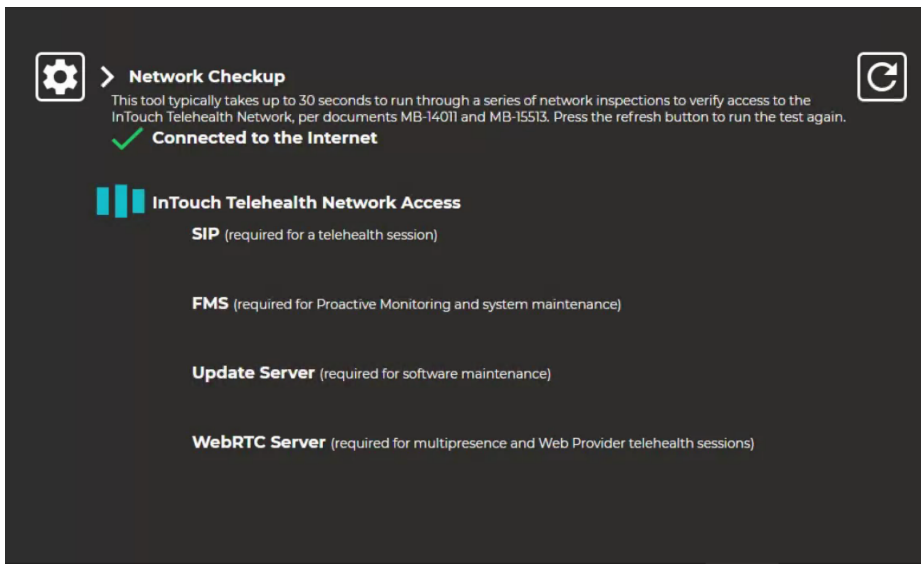 Network Checkup
This tool typically takes up to 30 seconds to run through a series of network inspections to verify access to the
InTouch Telehealth Network, per documents MB-14011 and MB-15513. Press the refresh button to run the test again.
Connected to the Internet
InTouch Telehealth Network Access
SIP (required for a telehealth session)
FMS (required for Proactive Monitoring and system maintenance)
Update Server (required for software maintenance)
WebRTC Server (required for multipresence and Web Provider telehealth sessions)